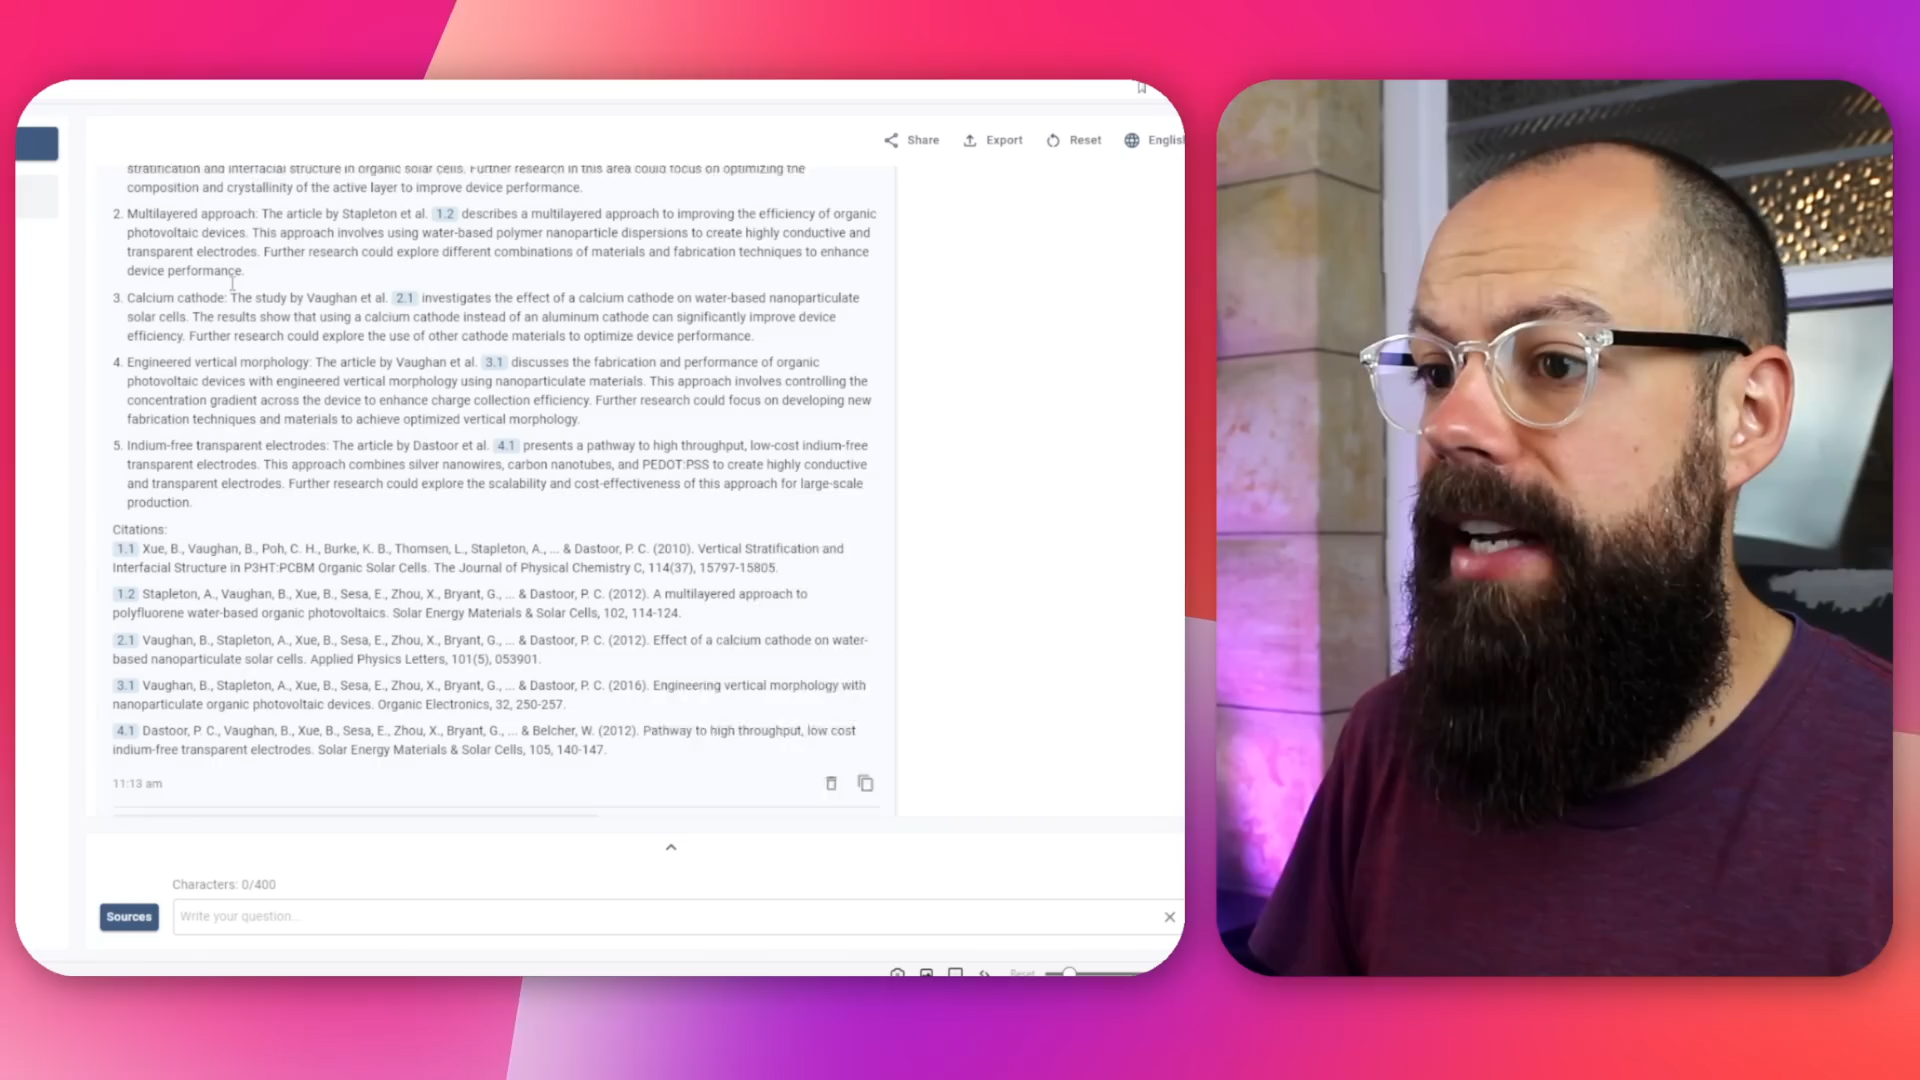 Share
Export
Reset
English
stratification and interfacial structure in organic solar cells. Further research in this area could focus on optimizing the
composition and crystallinity of the active layer to improve device performance.
2. Multilayered approach: The article by Stapleton et al. 1.2 describes a multilayered approach to improving the efficiency of organic
photovoltaic devices. This approach involves using water-based polymer nanoparticle dispersions to create highly conductive and
transparent electrodes. Further research could explore different combinations of materials and fabrication techniques to enhance
device performance.
3. Calcium cathode: The study by Vaughan et al. 2.1 investigates the effect of a calcium cathode on water-based nanoparticulate
solar cells. The results show that using a calcium cathode instead of an aluminum cathode can significantly improve device
efficiency. Further research could explore the use of other cathode materials to optimize device performance.
4. Engineered vertical morphology: The article by Vaughan et al. 3.1 discusses the fabrication and performance of organic
photovoltaic devices with engineered vertical morphology using nanoparticulate materials. This approach involves controlling the
concentration gradient across the device to enhance charge collection efficiency. Further research could focus on developing new
fabrication techniques and materials to achieve optimized vertical morphology.
5. Indium-free transparent electrodes: The article by Dastoor et al. 4.1 presents a pathway to high throughput, low-cost indium-free
transparent electrodes. This approach combines silver nanowires, carbon nanotubes, and PEDOT:PSS to create highly conductive
and transparent electrodes. Further research could explore the scalability and cost-effectiveness of this approach for large-scale
production.
Citations:
1.1 Xue, B., Vaughan, B., Poh, C. H., Burke, K. B., Thomsen, L., Stapleton, A., ... & Dastoor, P. C. (2010). Vertical Stratification and
Interfacial Structure in P3HT:PCBM Organic Solar Cells. The Journal of Physical Chemistry C, 114(37), 15797-15805.
1.2 Stapleton, A., Vaughan, B., Xue, B., Sesa, E., Zhou, X., Bryant, G., ... & Dastoor, P. C. (2012). A multilayered approach to
polyfluorene water-based organic photovoltaics. Solar Energy Materials & Solar Cells, 102, 114-124.
2.1 Vaughan, B., Stapleton, A., Xue, B., Sesa, E., Zhou, X., Bryant, G., ... & Dastoor, P. C. (2012). Effect of a calcium cathode on water-
based nanoparticulate solar cells. Applied Physics Letters, 101(5), 053901.
3.1 Vaughan, B., Stapleton, A., Xue, B., Sesa, E., Zhou, X., Bryant, G., ... & Dastoor, P. C. (2016). Engineering vertical morphology with
nanoparticulate organic photovoltaic devices. Organic Electronics, 32, 250-257.
4.1 Dastoor, P. C., Vaughan, B., Xue, B., Sesa, E., Zhou, X., Bryant, G., ... & Belcher, W. (2012). Pathway to high throughput, low cost
indium-free transparent electrodes. Solar Energy Materials & Solar Cells, 105, 140-147.
11:13 am
Characters: 0/400
Sources
Write your question...
Reset